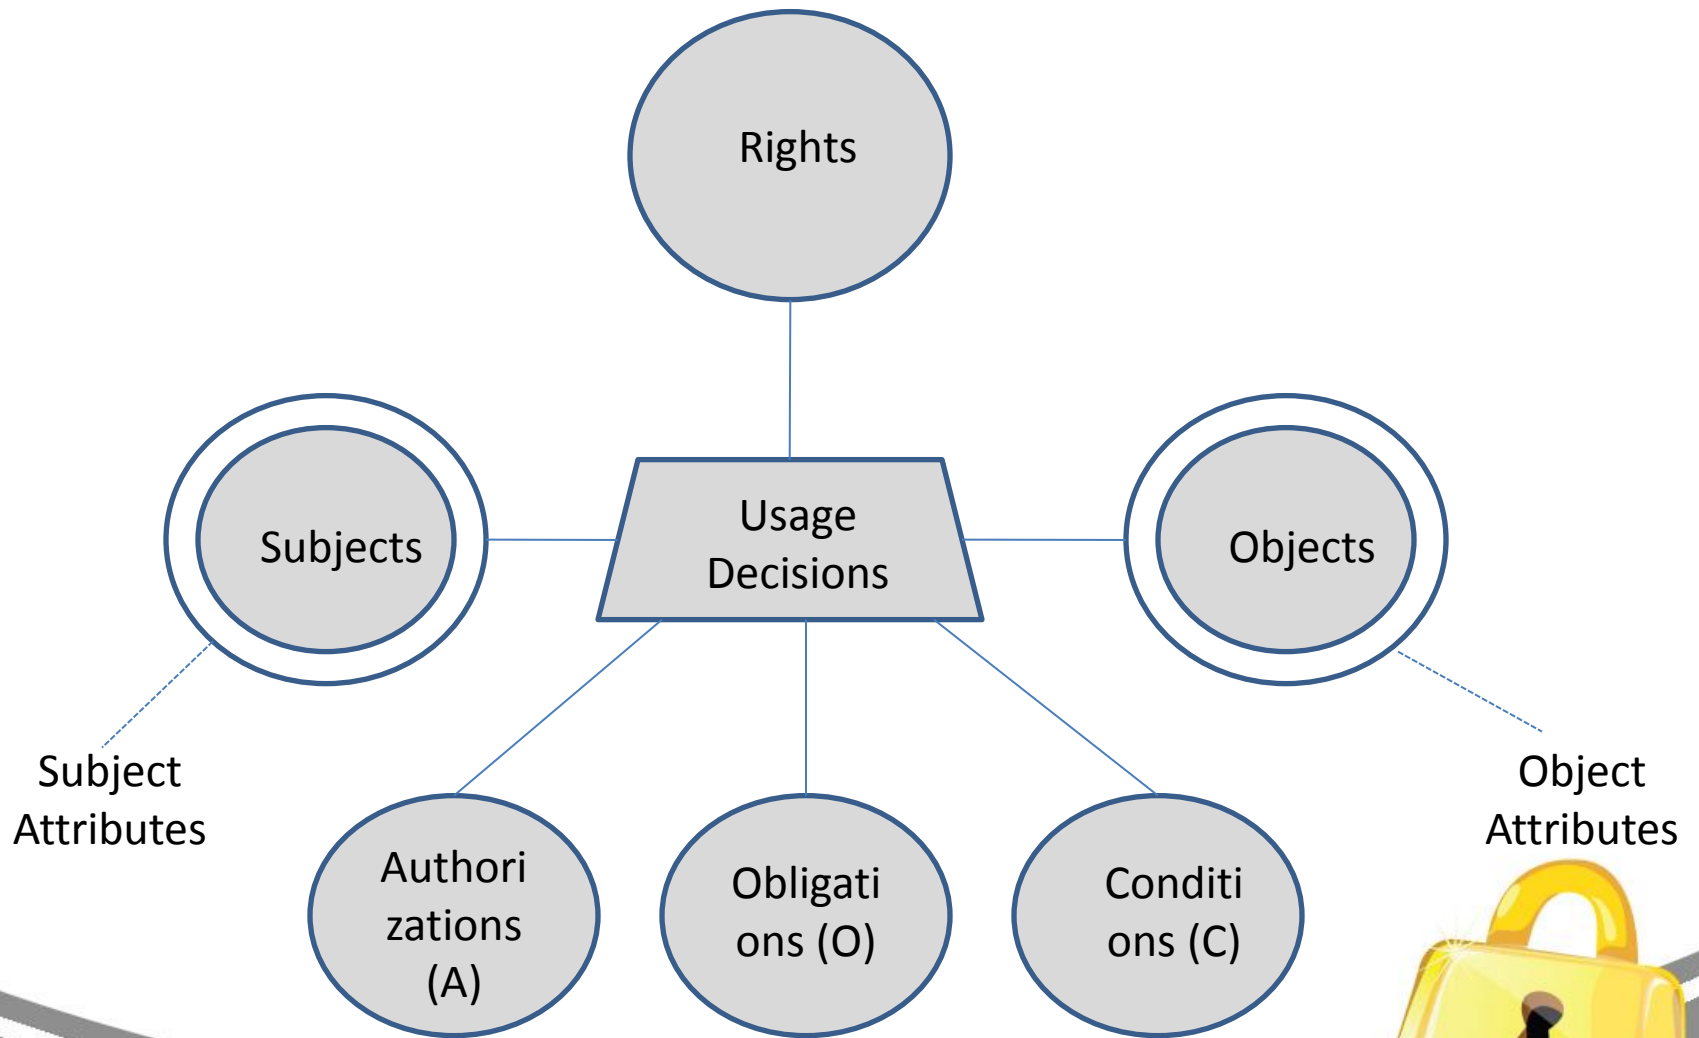 Rights
Subjects
Usage
Decisions
Objects
Subject
Attributes
Object
Attributes
Authori
zations
(A)
Obligati
ons (O)
Conditi
ons (C)